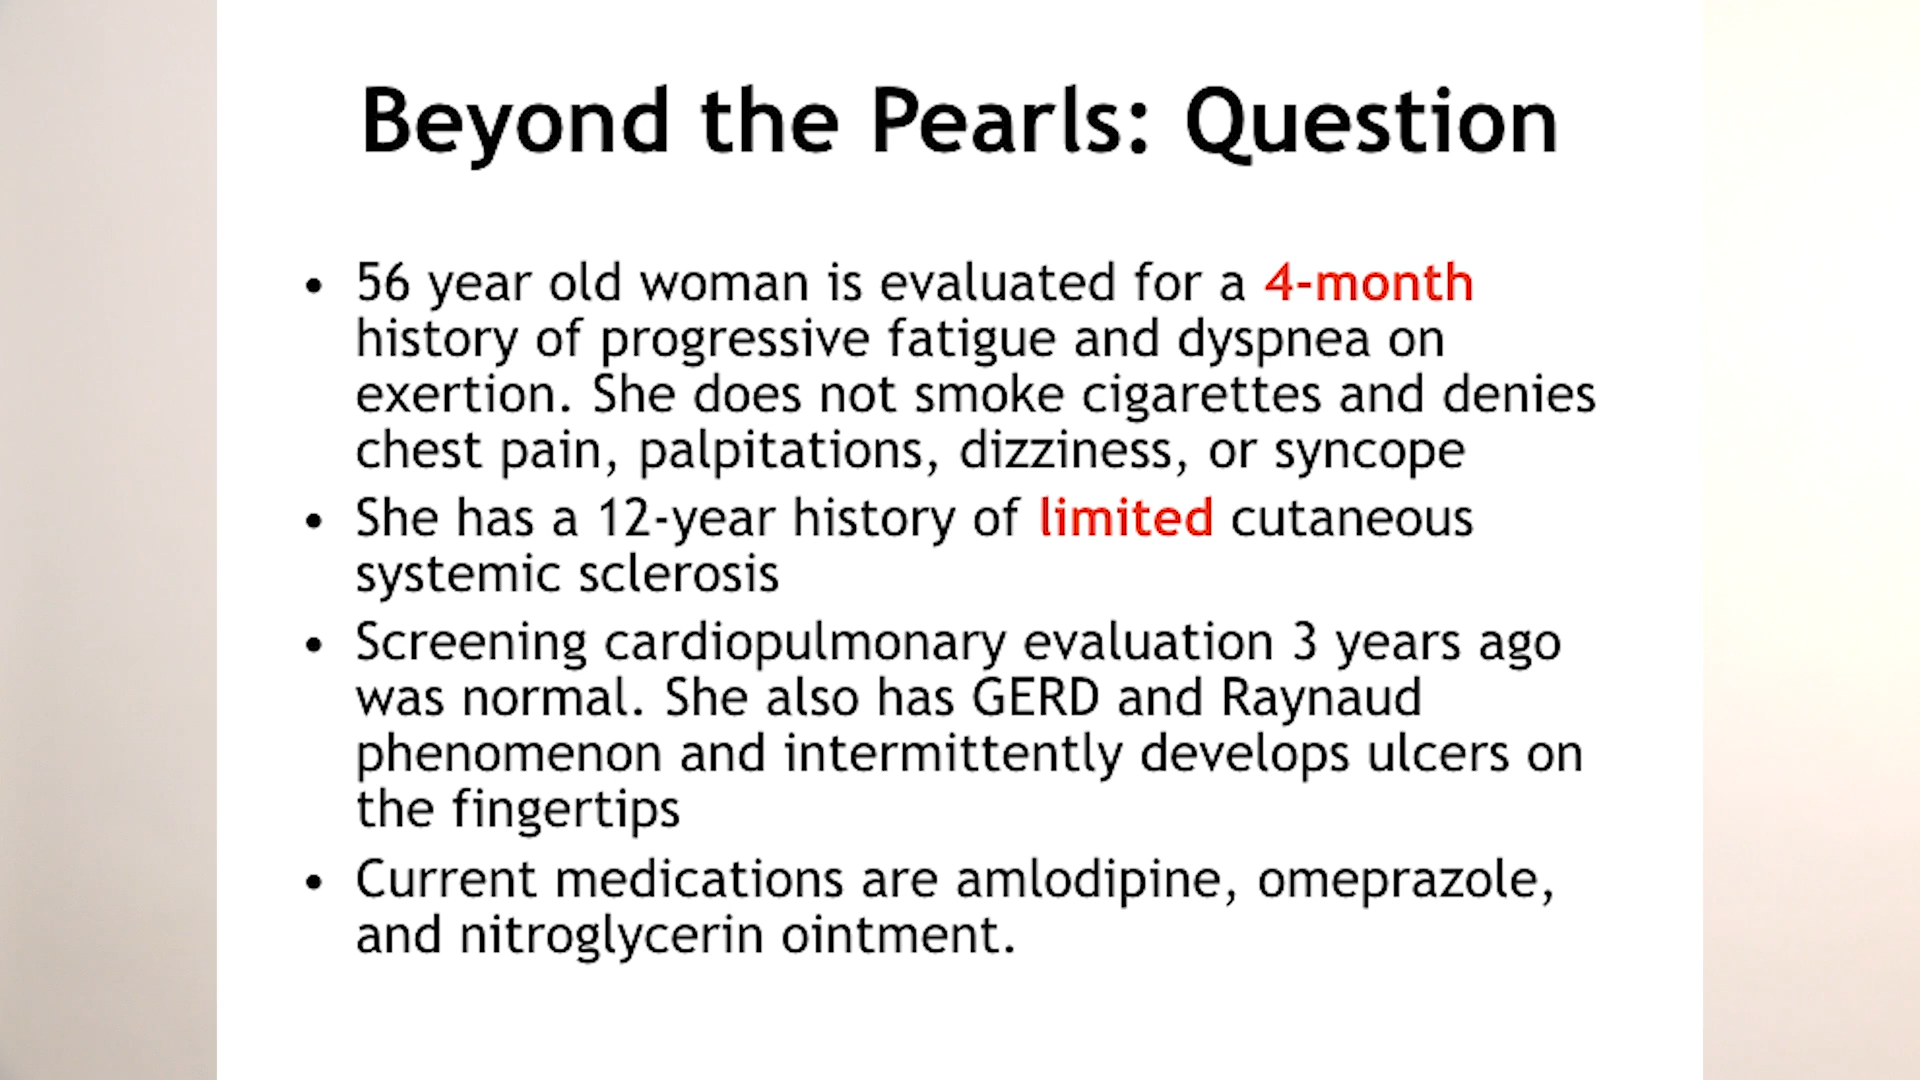 Beyond the Pearls: Question
• 56 year old woman is evaluated for a 4-month
history of progressive fatigue and dyspnea on
exertion. She does not smoke cigarettes and denies
chest pain, palpitations, dizziness, or syncope
• She has a 12-year history of limited cutaneous
systemic sclerosis
• Screening cardiopulmonary evaluation 3 years ago
was normal. She also has GERD and Raynaud
phenomenon and intermittently develops ulcers on
the fingertips
• Current medications are amlodipine, omeprazole,
and nitroglycerin ointment.